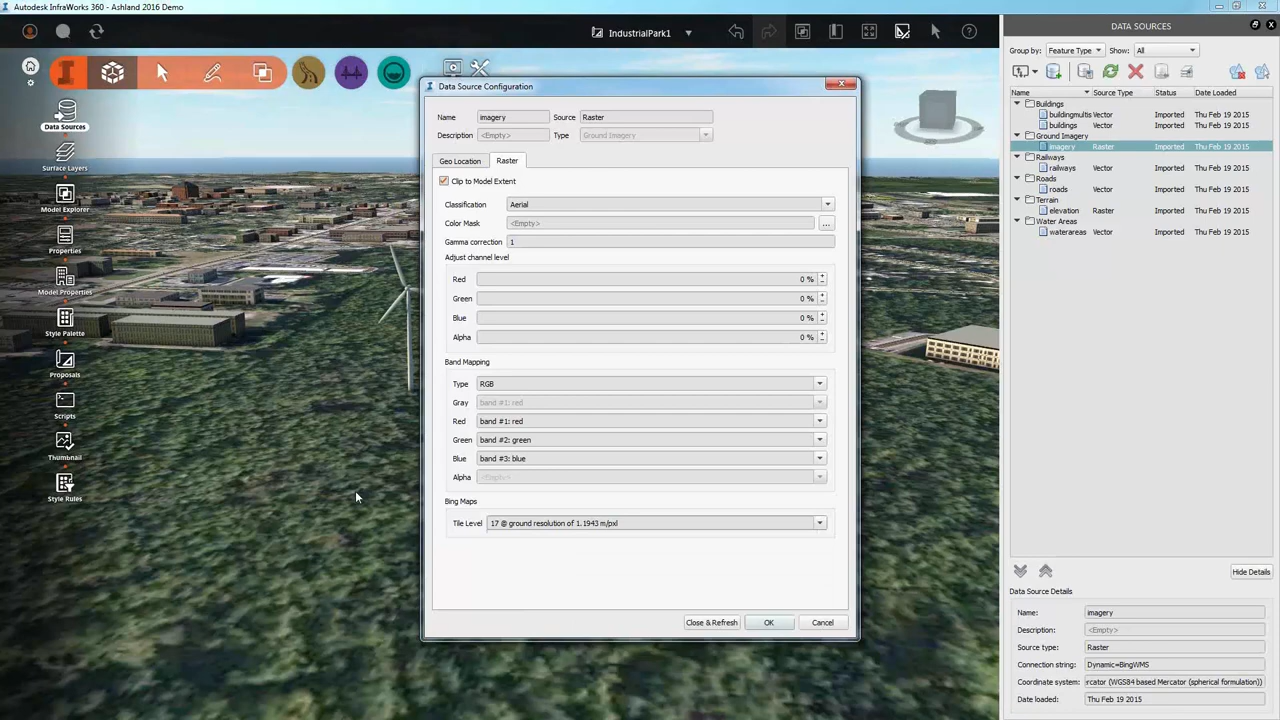 Autodesk InfraWorks 360 - Ashland 2016 Demo
IndustrialPark1
Data Sources
Surface Layers
Model Explorer
Properties
Model Properties
Style Palette
Proposals
Scripts
Thumbnail
Style Rules
Data Source Configuration
Name imagery Source Raster
Description <Empty> Type Ground Imagery
Geo Location Raster
Clip to Model Extent
Classification Aerial
Color Mask <Empty> ...
Gamma correction 1
Adjust channel level
Red 0 %
Green 0 %
Blue 0 %
Alpha 0 %
Band Mapping
Type RGB
Gray band #1: red
Red band #1: red
Green band #2: green
Blue band #3: blue
Alpha <Empty>
Bing Maps
Tile Level 17 @ ground resolution of 1.1943 m/pxl
Close & Refresh OK Cancel
DATA SOURCES
Group by: Feature Type Show: All
Name Source Type Status Date Loaded
Buildings
buildingmultis Vector Imported Thu Feb 19 2015
buildings Vector Imported Thu Feb 19 2015
Ground Imagery
imagery Raster Imported Thu Feb 19 2015
Railways
railways Vector Imported Thu Feb 19 2015
Roads
roads Vector Imported Thu Feb 19 2015
Terrain
elevation Raster Imported Thu Feb 19 2015
Water Areas
waterareas Vector Imported Thu Feb 19 2015
Hide Details
Data Source Details
Name: imagery
Description: <Empty>
Source type: Raster
Connection string: Dynamic=BingWMS
Coordinate system: ercator (WGS84 based Mercator (spherical formulation))
Date loaded: Thu Feb 19 2015